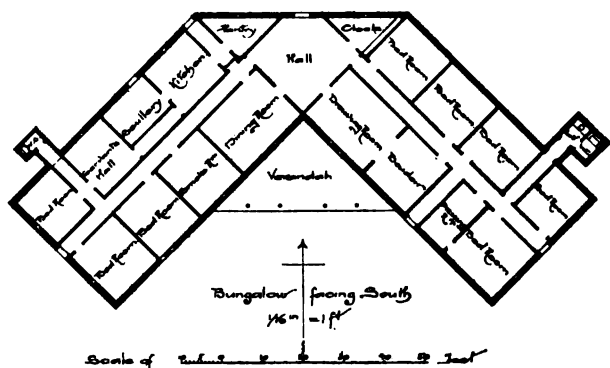 Pantry
Cloaks
Hall
Kitchen
Scullery
Servants
Hall
Bed Room
Bed Room
Bed Room
Dining Room
Drawing Room
Boudoir
Bed Room
Bed Room
Bed Room
Bed Room
Bed Room
Verandah
Bungalow facing South
1/16 in = 1 ft
Scale of
Feet